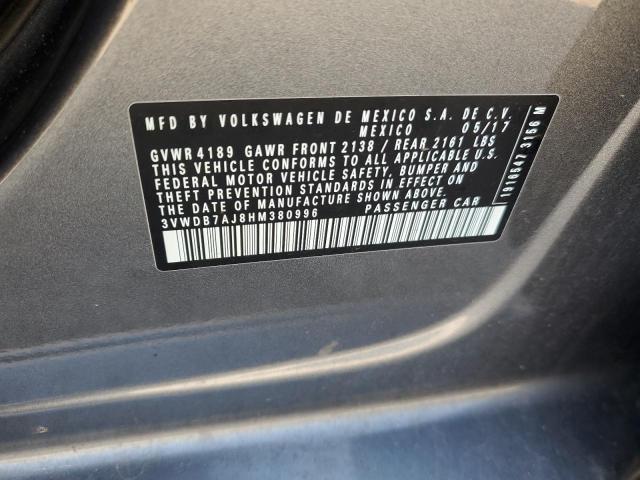 MFD BY VOLKSWAGEN DE MEXICO S.A. DE C.V.
MEXICO 05/17
GVWR 4189 GAWR FRONT 2138 / REAR 2161 LBS
THIS VEHICLE CONFORMS TO ALL APPLICABLE U.S.
FEDERAL MOTOR VEHICLE SAFETY, BUMPER AND
THEFT PREVENTION STANDARDS IN EFFECT ON
THE DATE OF MANUFACTURE SHOWN ABOVE.
3VWDB7AJ8HM380996 PASSENGER CAR
3156 M